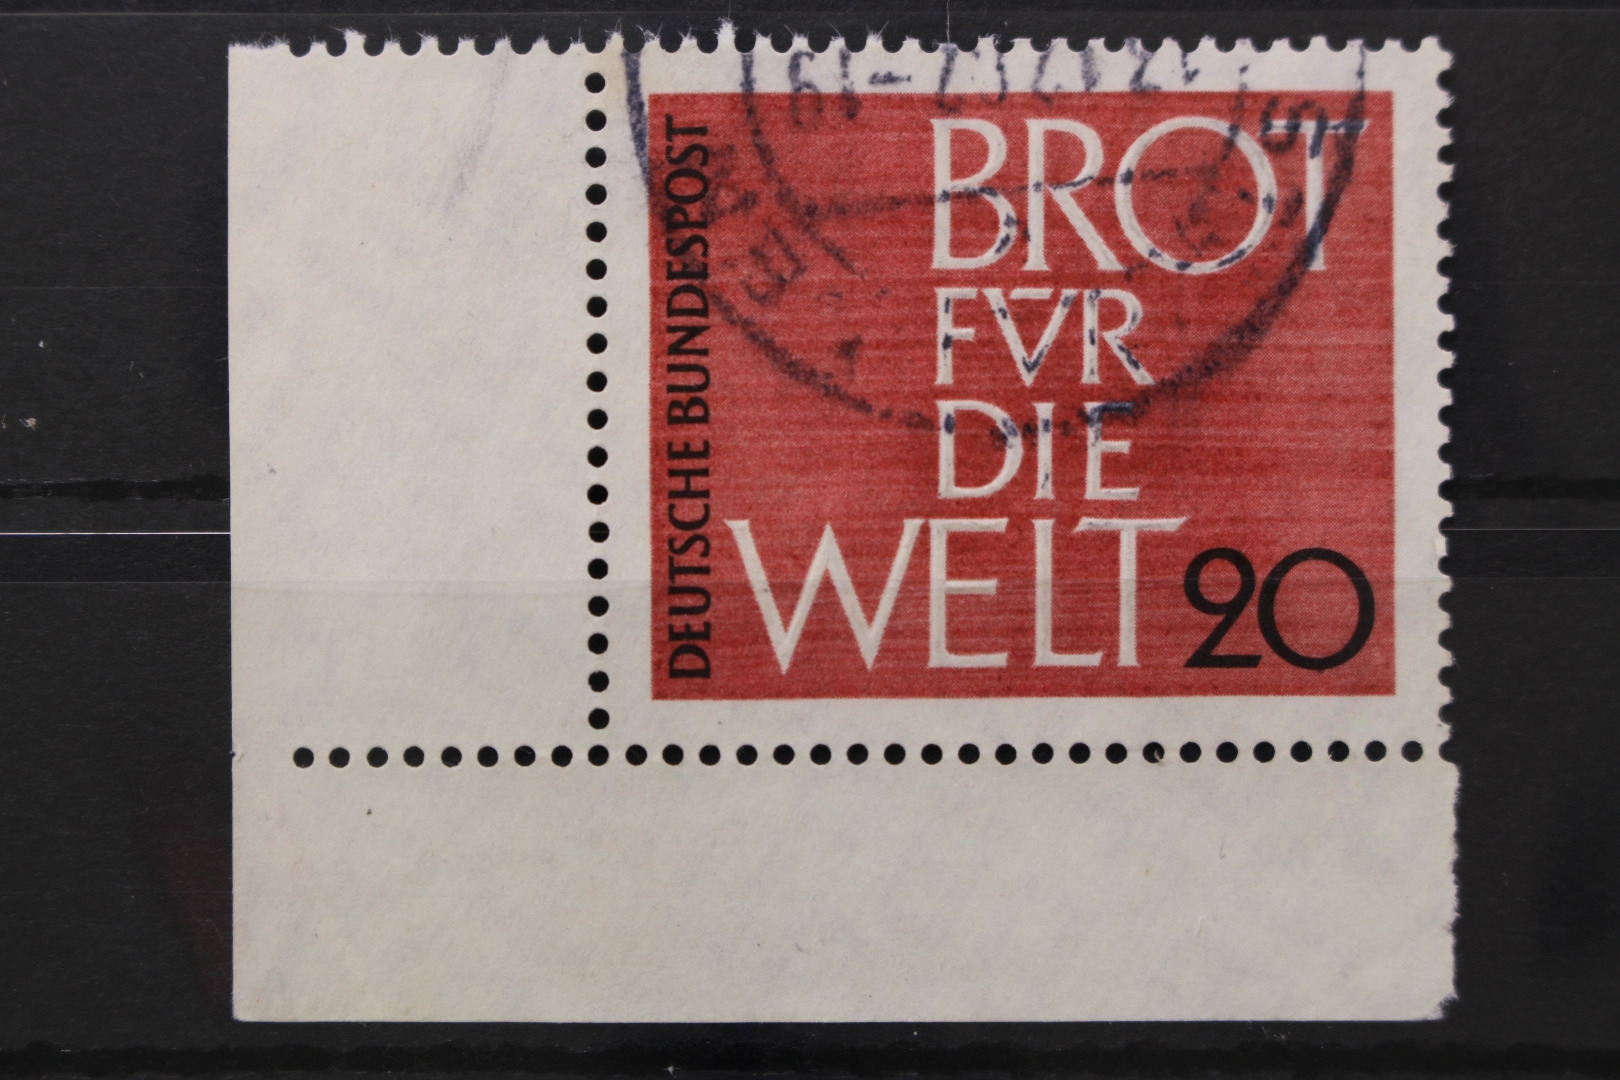 DEUTSCHE BUNDESPOST
BROT
FVR
DIE
WELT 20